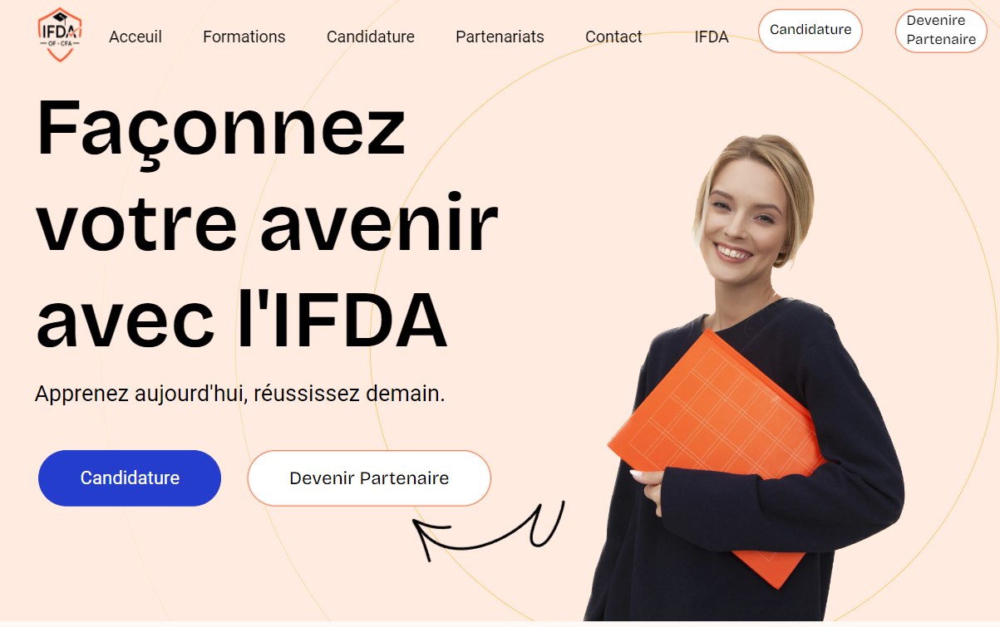 IFDA
OF - CFA
Acceuil
Formations
Candidature
Partenariats
Contact
IFDA
Candidature
Devenire
Partenaire
Façonnez
votre avenir
avec l'IFDA
Apprenez aujourd'hui, réussissez demain.
Candidature
Devenir Partenaire